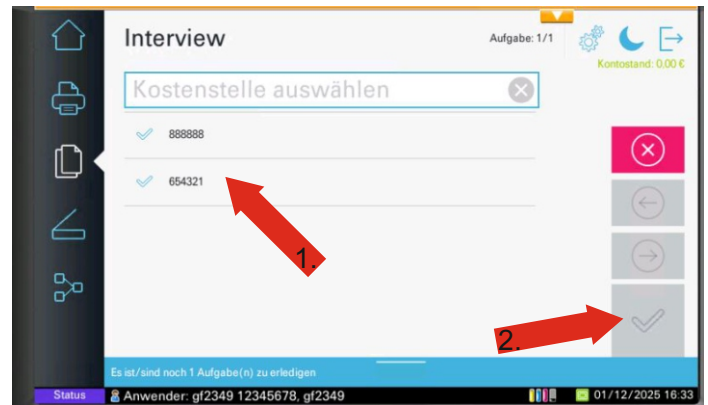 Interview
Aufgabe: 1/1
Kontostand: 0.00 €
Kostenstelle auswählen
888888
654321
1.
2.
Es ist/sind noch 1 Aufgabe(n) zu erledigen
Status
Anwender: gf2349 12345678, gf2349
01/12/2025 16:33